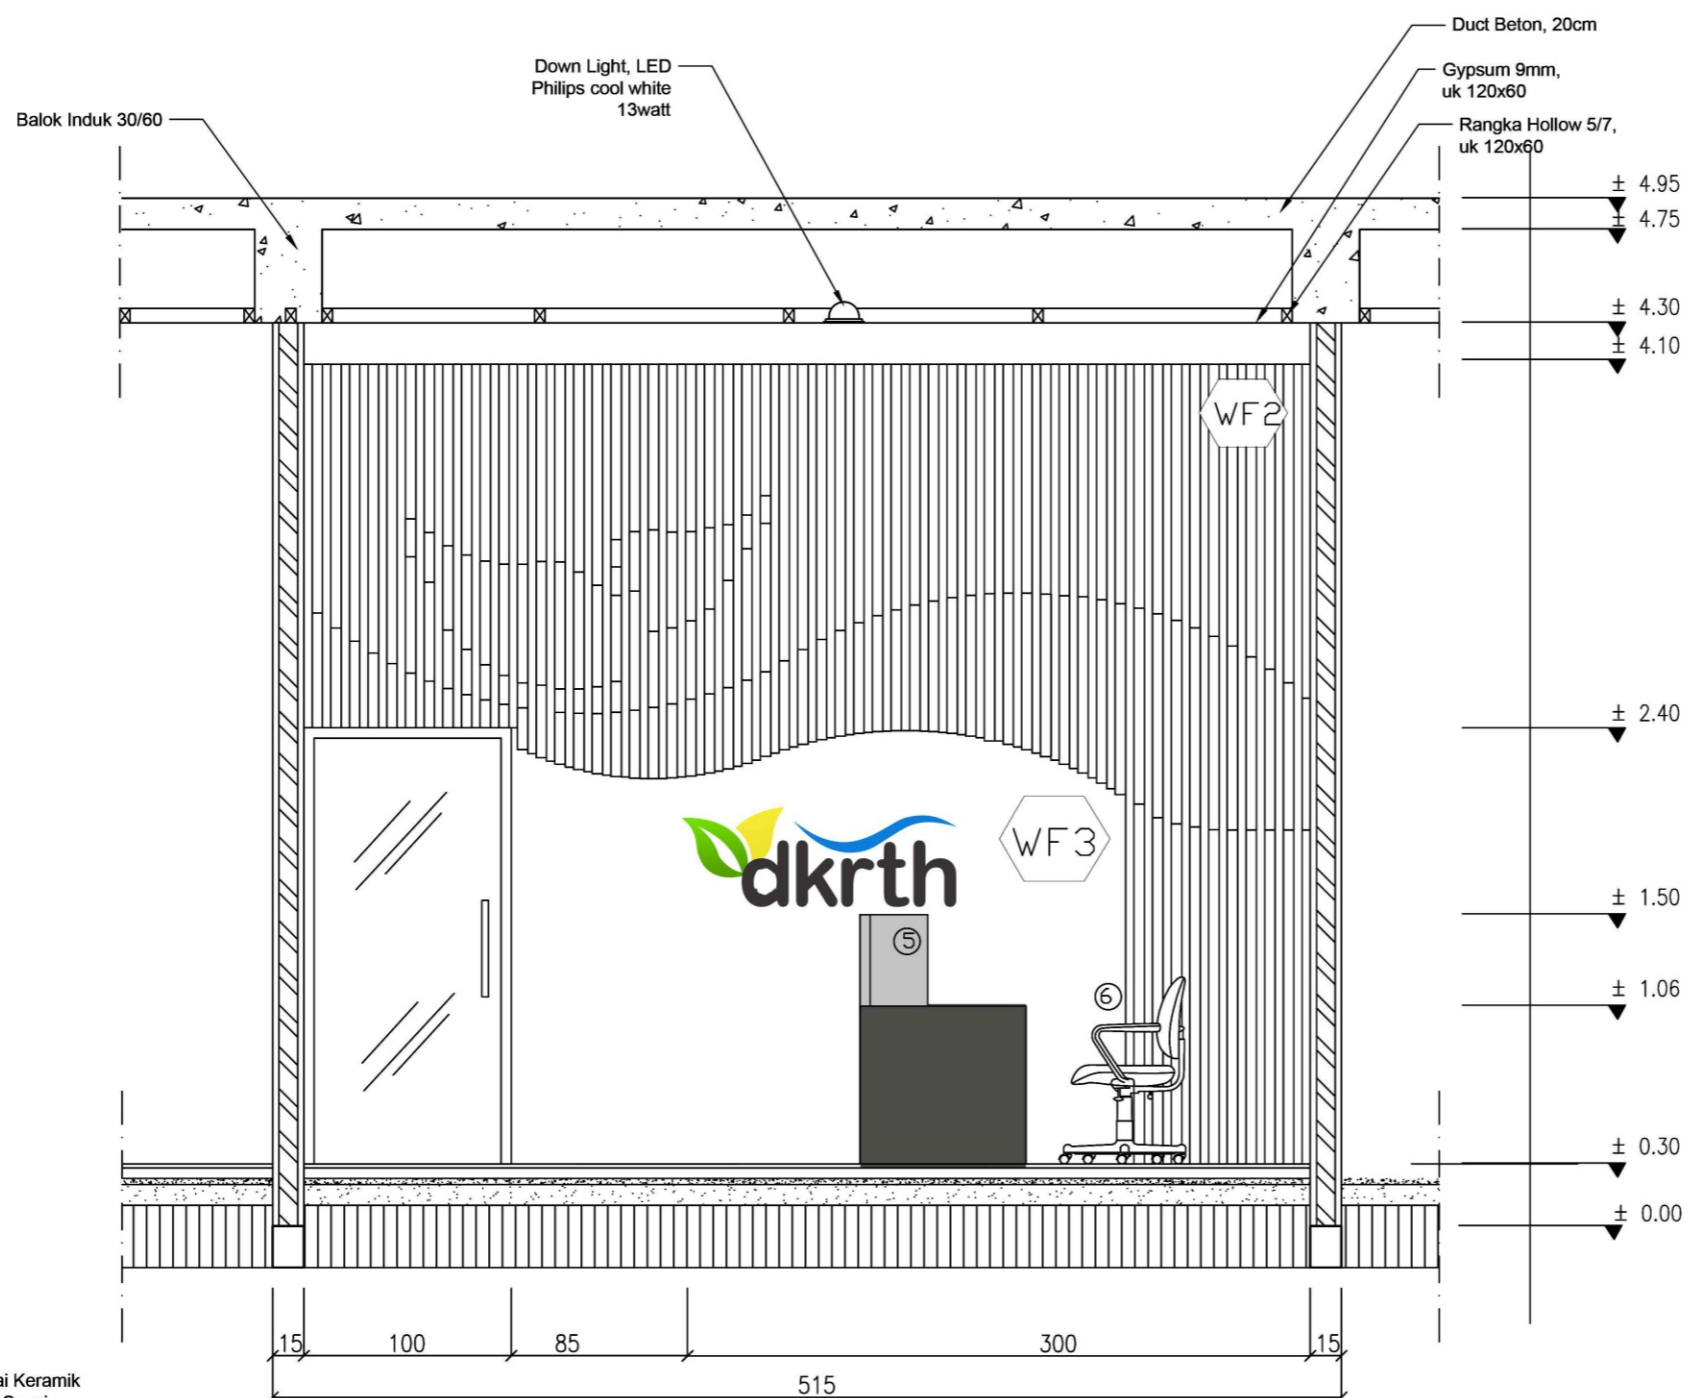 Duct Beton, 20cm
Down Light, LED
Philips cool white
13watt
Gypsum 9mm,
uk 120x60
Balok Induk 30/60
Rangka Hollow 5/7,
uk 120x60
± 4.95
± 4.75
± 4.30
± 4.10
WF2
± 2.40
dkrth
WF3
± 1.50
5
± 1.06
6
± 0.30
± 0.00
15
100
85
300
15
515
Keramik